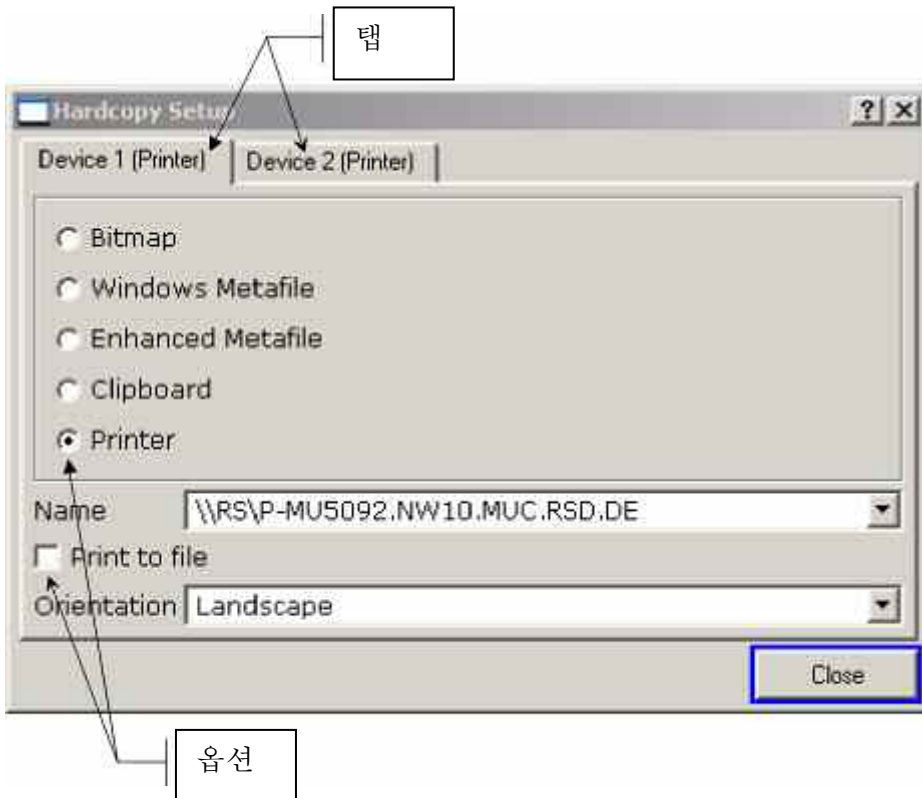 탭
Hardcopy Setup
Device 1 (Printer) Device 2 (Printer)
Bitmap
Windows Metafile
Enhanced Metafile
Clipboard
Printer
Name \\RS\P-MU5092.NW10.MUC.RSD.DE
Print to file
Orientation Landscape
Close
옵션